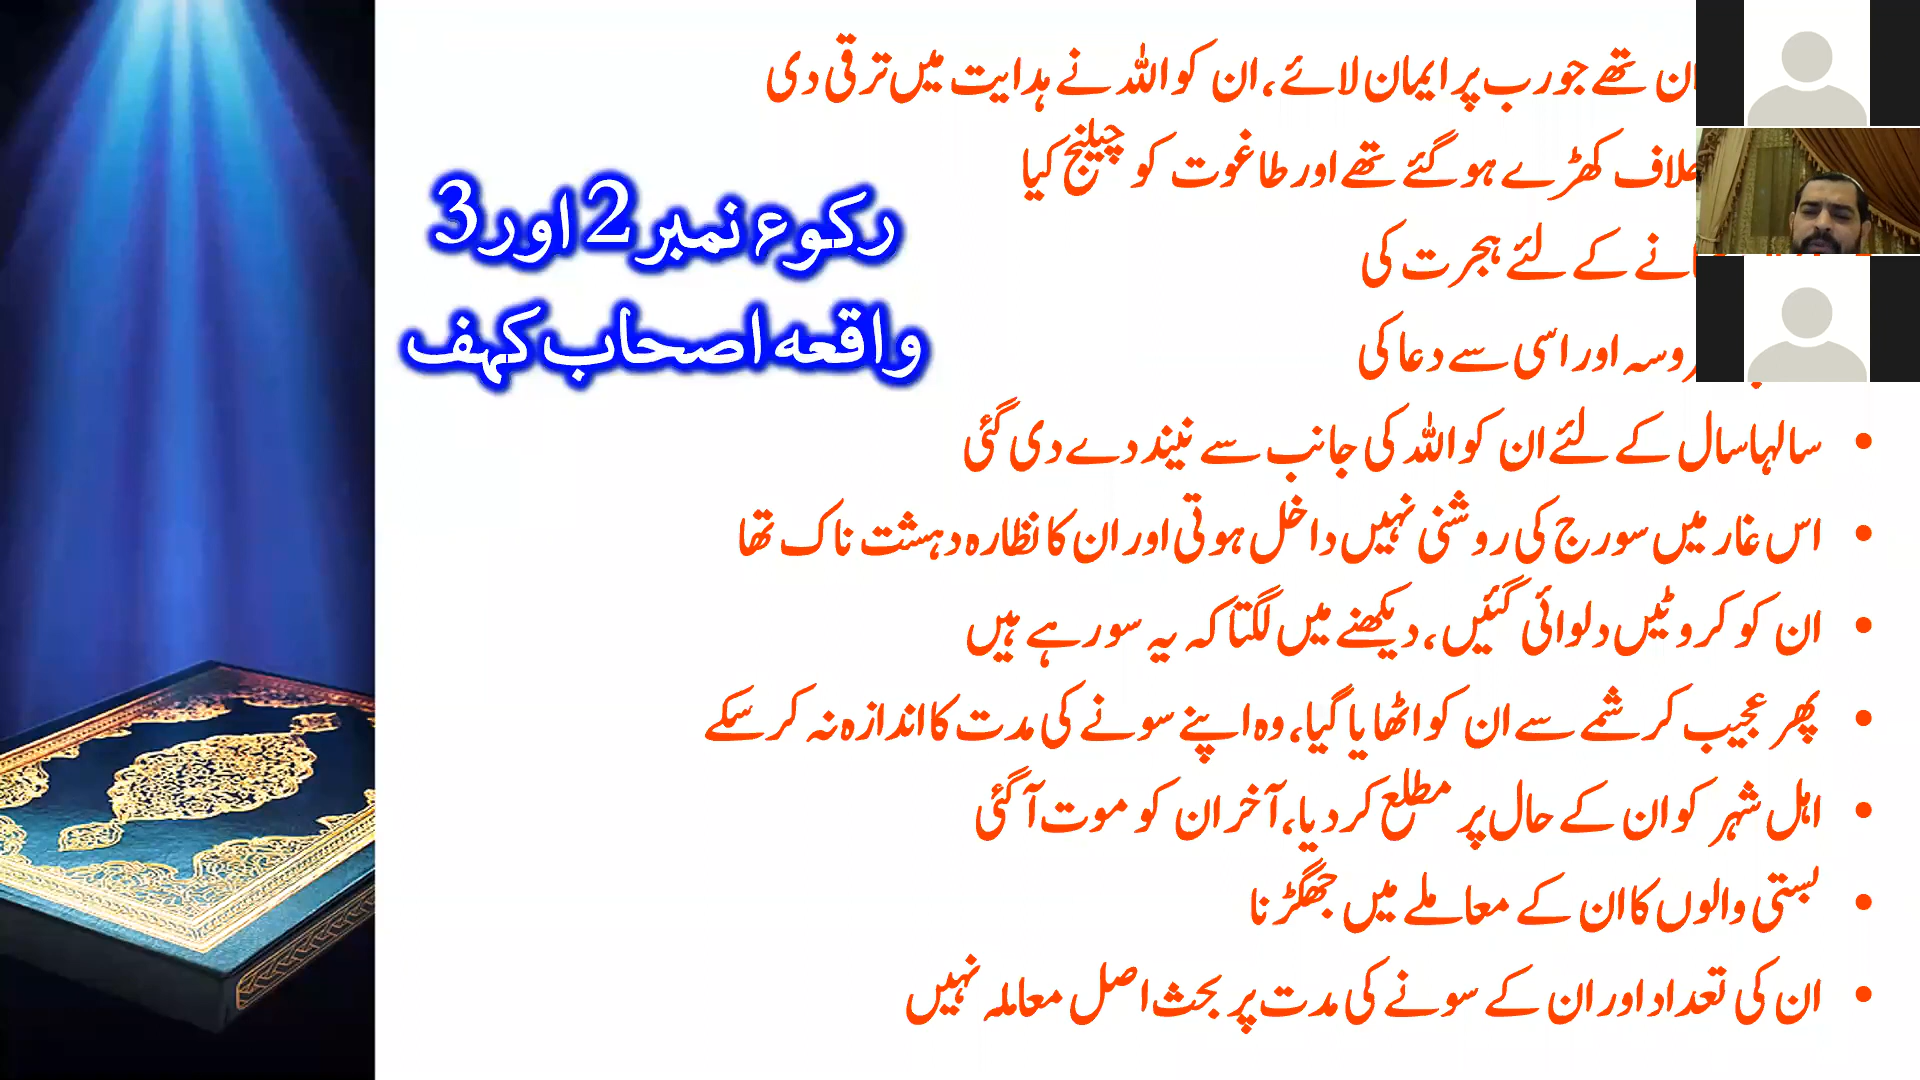 رکوع نمبر 2 اور 3
واقعہ اصحاب کہف
تھے جو رب پر ایمان لائے، ان کو اللہ نے ہدایت میں ترقی دی
کھڑے ہوگئے تھے اور طاغوت کو چیلنج کیا
کے لئے ہجرت کی
اور اسی سے دعا کی
• سالہا سال کے لئے ان کو اللہ کی جانب سے نیند دے دی گئی
• اس غار میں سورج کی روشنی نہیں داخل ہوتی اور ان کا نظارہ دہشت ناک تھا
• ان کو کروٹیں دلوائی گئیں، دیکھنے میں لگتا کہ یہ سو رہے ہیں
• پھر عجیب کرشمے سے ان کو اٹھایا گیا، وہ اپنے سونے کی مدت کا اندازہ نہ کر سکے
• اہل شہر کو ان کے حال پر مطلع کر دیا، آخر ان کو موت آگئی
• بستی والوں کا ان کے معاملے میں جھگڑنا
• ان کی تعداد اور ان کے سونے کی مدت پر بحث اصل معاملہ نہیں